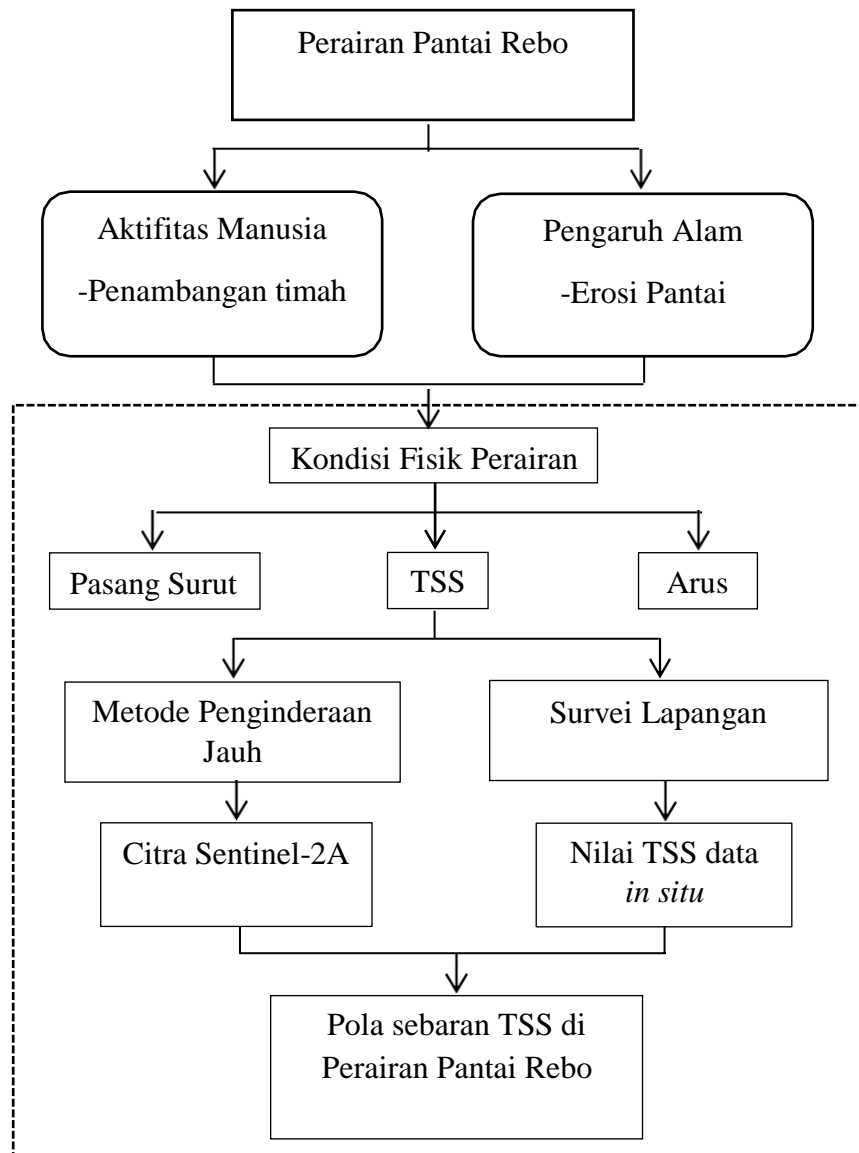 Perairan Pantai Rebo
Aktifitas Manusia
-Penambangan timah
Pengaruh Alam
-Erosi Pantai
Kondisi Fisik Perairan
Pasang Surut
TSS
Arus
Metode Penginderaan
Jauh
Survei Lapangan
Citra Sentinel-2A
Nilai TSS data
in situ
Pola sebaran TSS di
Perairan Pantai Rebo